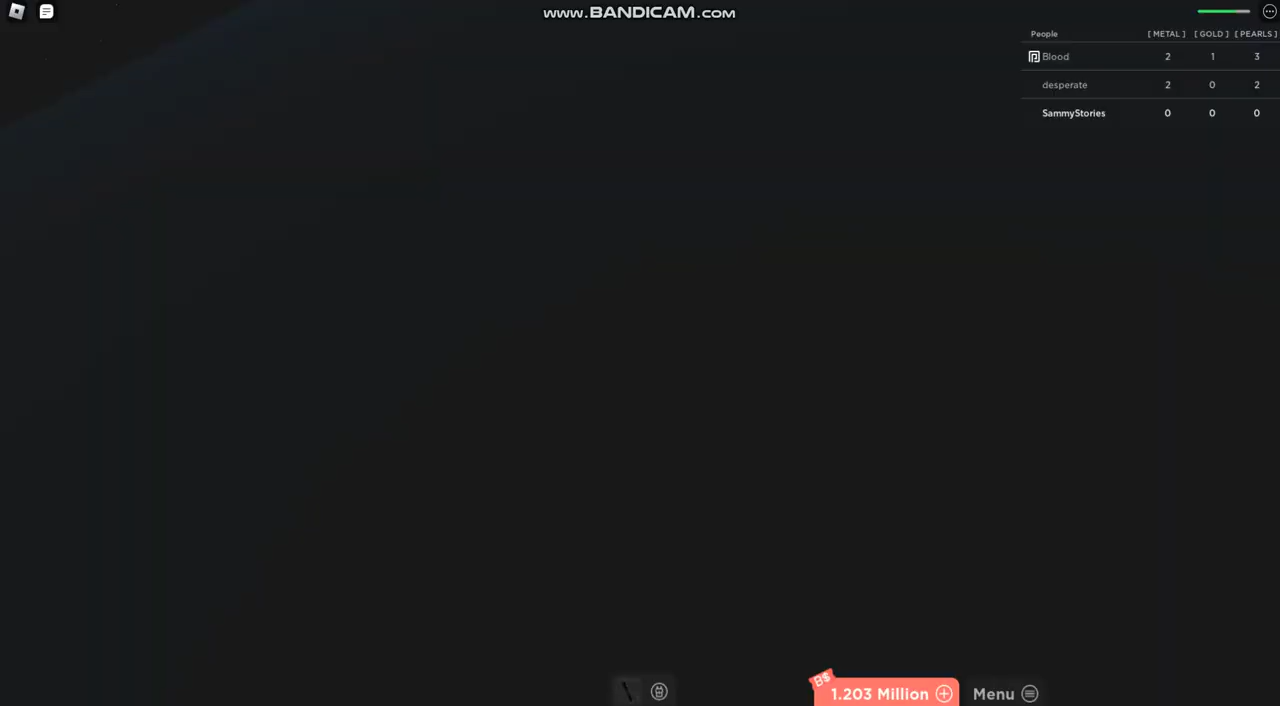 www.BANDICAM.com
People [ METAL ] [ GOLD ] [ PEARLS ]
Blood 2 1 3
desperate 2 0 2
SammyStories 0 0 0
B$
1.203 Million
Menu